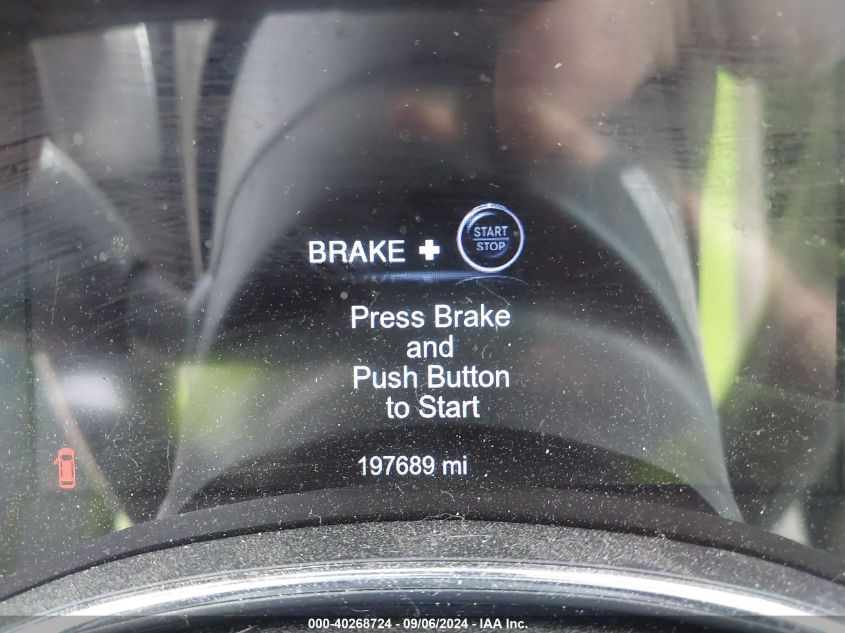 BRAKE + START
STOP
Press Brake
and
Push Button
to Start
197689 mi
000-40268724 - 09/06/2024 - IAA Inc.